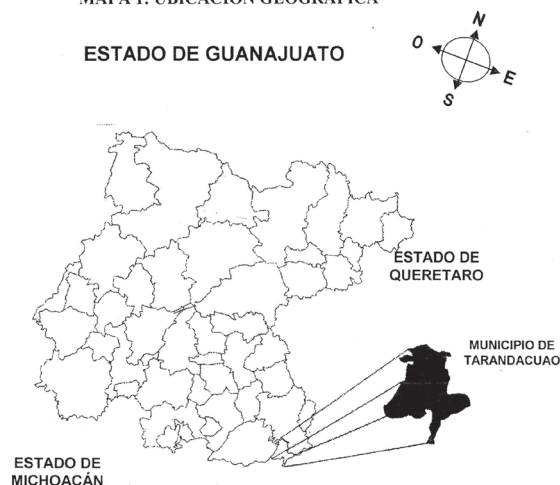 MAPA 1. UBICACIÓN GEOGRÁFICA
ESTADO DE GUANAJUATO
N
O
E
S
ESTADO DE
QUERETARO
MUNICIPIO DE
TARANDACUAO
ESTADO DE
MICHOACÁN